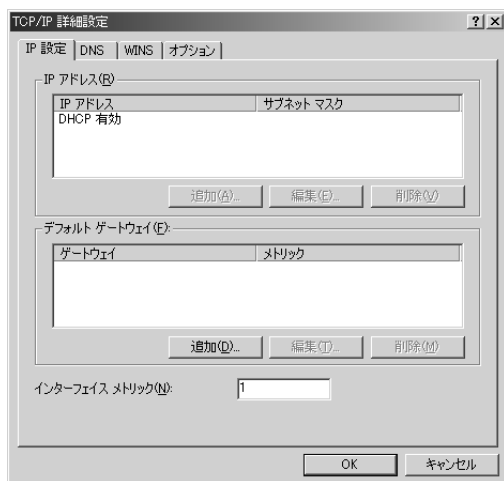 TCP/IP 詳細設定
IP 設定 DNS WINS オプション
IP アドレス(R)
IP アドレス サブネット マスク
DHCP 有効
追加(A)... 編集(E)... 削除(V)
デフォルト ゲートウェイ(F):
ゲートウェイ メトリック
追加(D)... 編集(T)... 削除(M)
インターフェイス メトリック(N): 1
OK キャンセル